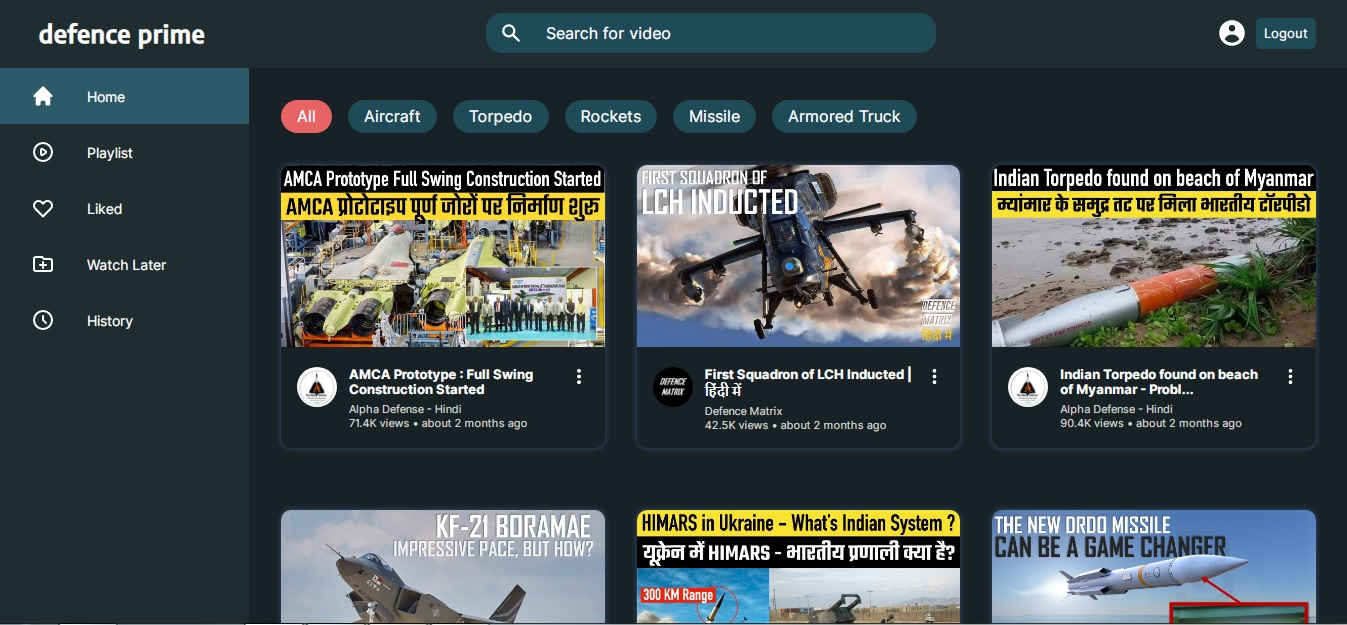 defence prime
Search for video
Logout
Home
Playlist
Liked
Watch Later
History
All
Aircraft
Torpedo
Rockets
Missile
Armored Truck
AMCA Prototype Full Swing Construction Started
AMCA प्रोटोटाइप पूर्ण जोरों पर निर्माण शुरू
AMCA Prototype : Full Swing
Construction Started
Alpha Defense - Hindi
71.4K views • about 2 months ago
FIRST SQUADRON OF
LCH INDUCTED
DEFENCE
MATRIX
हिंदी में
DEFENCE
MATRIX
First Squadron of LCH Inducted |
हिंदी में
Defence Matrix
42.5K views • about 2 months ago
Indian Torpedo found on beach of Myanmar
म्यांमार के समुद्र तट पर मिला भारतीय टॉरपीडो
Indian Torpedo found on beach
of Myanmar - Probl...
Alpha Defense - Hindi
90.4K views • about 2 months ago
KF-21 BORAMAE
IMPRESSIVE PACE, BUT HOW?
HIMARS in Ukraine - What's Indian System ?
यूक्रेन में HIMARS - भारतीय प्रणाली क्या है?
300 KM Range
THE NEW DRDO MISSILE
CAN BE A GAME CHANGER